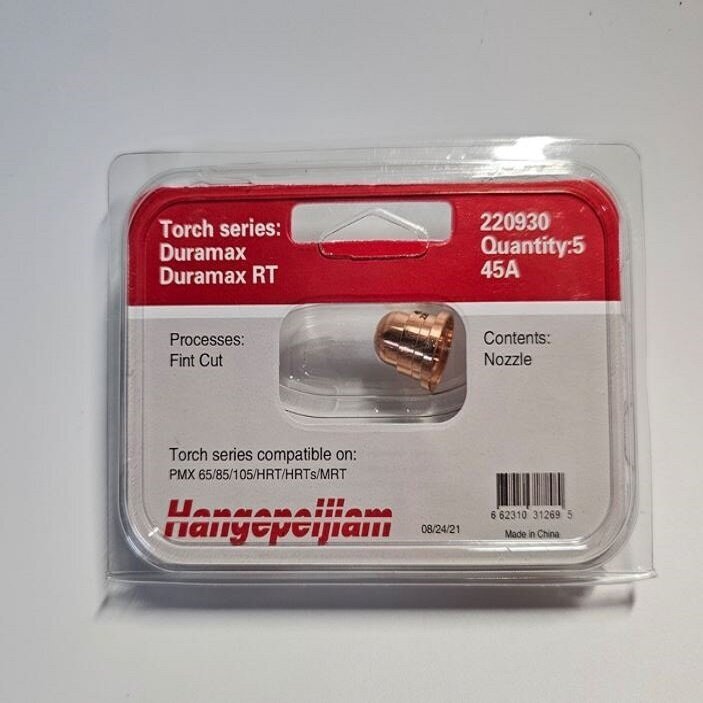 Torch series:
Duramax
Duramax RT
220930
Quantity:5
45A
Processes:
Fint Cut
Contents:
Nozzle
Torch series compatible on:
PMX 65/85/105/HRT/HRTs/MRT
Hangepeijiam
08/24/21
6 62310 31269 5
Made in China